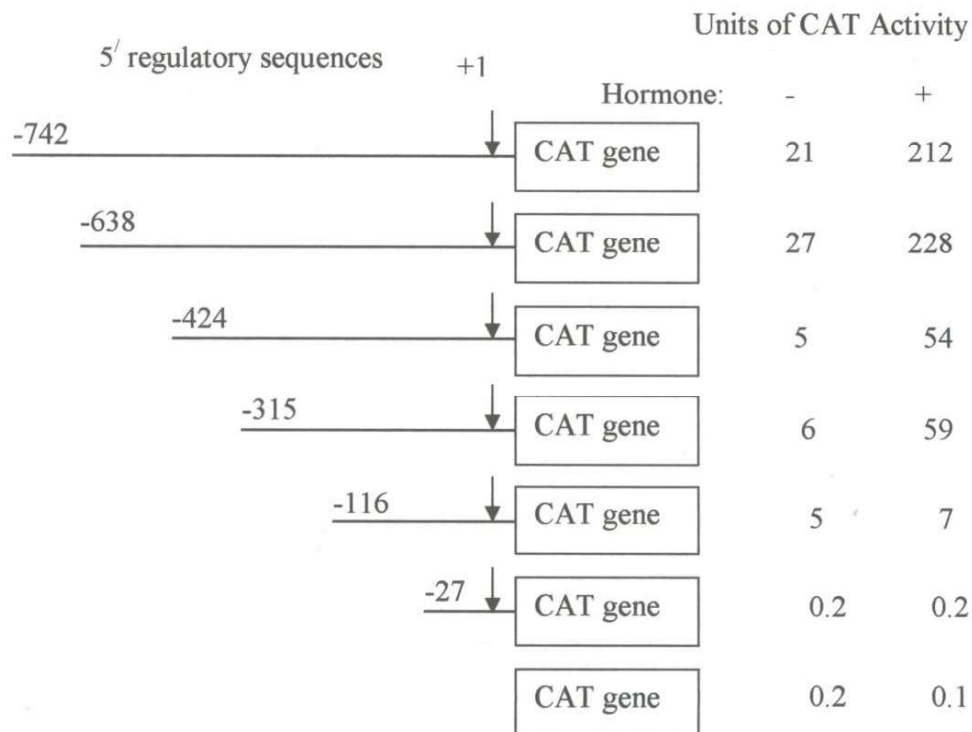 Units of CAT Activity
5/ regulatory sequences +1
Hormone: - +
-742 CAT gene 21 212
-638 CAT gene 27 228
-424 CAT gene 5 54
-315 CAT gene 6 59
-116 CAT gene 5 7
-27 CAT gene 0.2 0.2
CAT gene 0.2 0.1